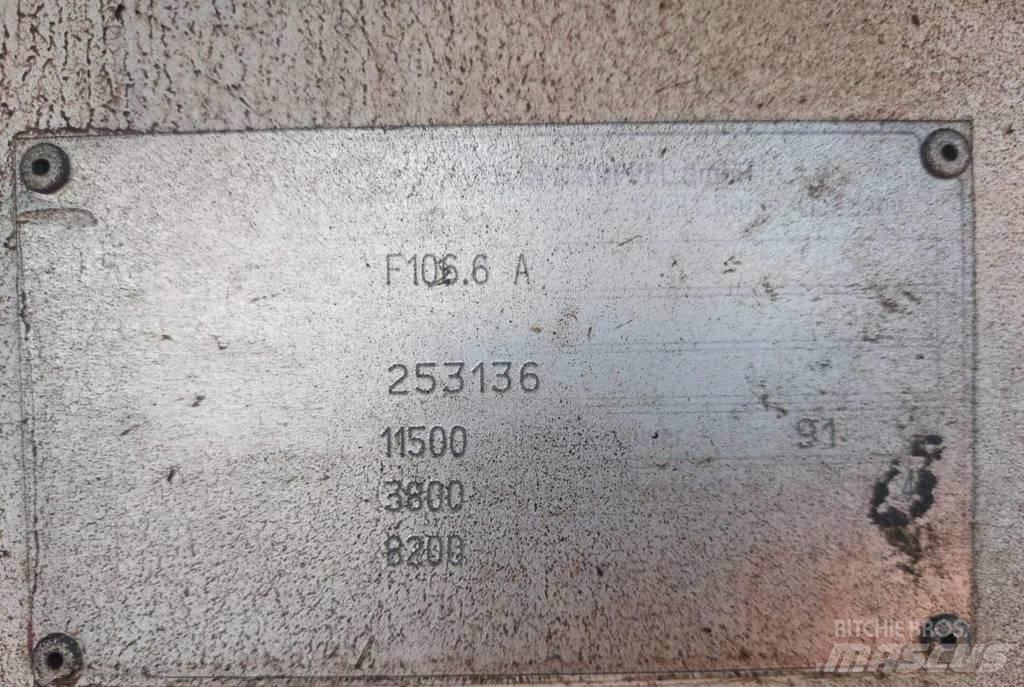 F106.6 A
253136
11500 91
3800
8200
RITCHIE BROS.
MASCUS